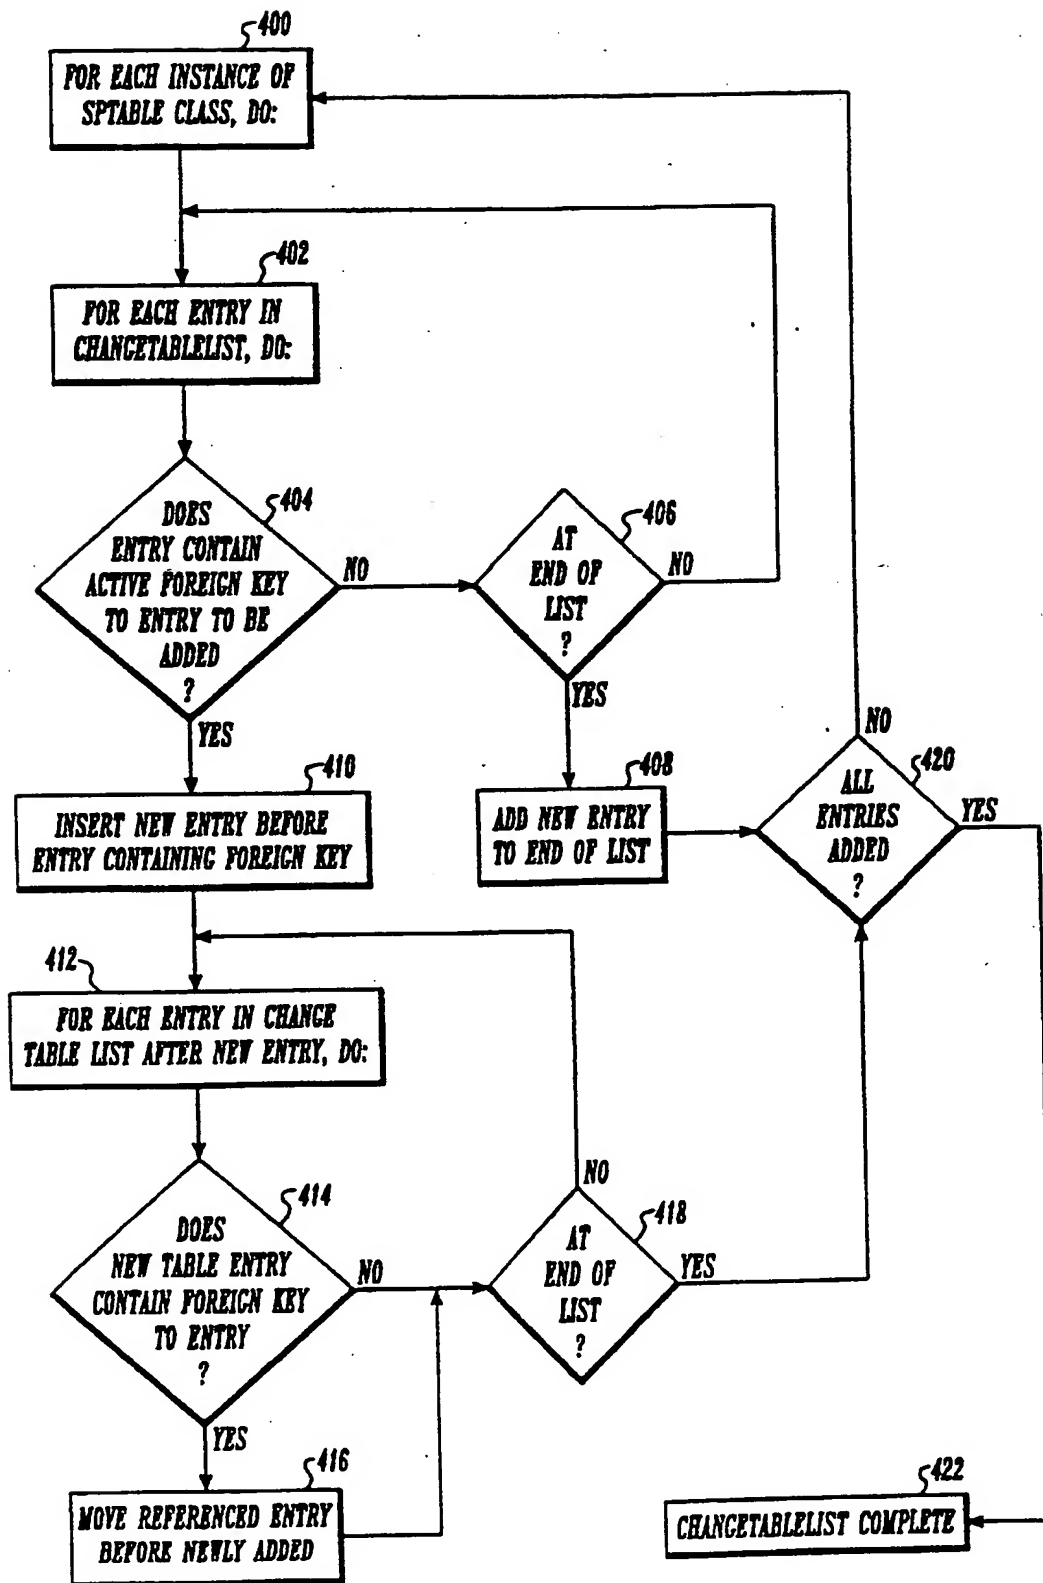 400
FOR EACH INSTANCE OF
SPTABLE CLASS, DO:
402
FOR EACH ENTRY IN
CHANGETABLELIST, DO:
404
DOES
ENTRY CONTAIN
ACTIVE FOREIGN KEY
TO ENTRY TO BE
ADDED
?
NO
YES
406
AT
END OF
LIST
?
NO
YES
408
ADD NEW ENTRY
TO END OF LIST
410
INSERT NEW ENTRY BEFORE
ENTRY CONTAINING FOREIGN KEY
NO
420
ALL
ENTRIES
ADDED
?
YES
412
FOR EACH ENTRY IN CHANGE
TABLE LIST AFTER NEW ENTRY, DO:
414
DOES
NEW TABLE ENTRY
CONTAIN FOREIGN KEY
TO ENTRY
?
NO
YES
NO
418
AT
END OF
LIST
?
YES
416
MOVE REFERENCED ENTRY
BEFORE NEWLY ADDED
422
CHANGETABLELIST COMPLETE